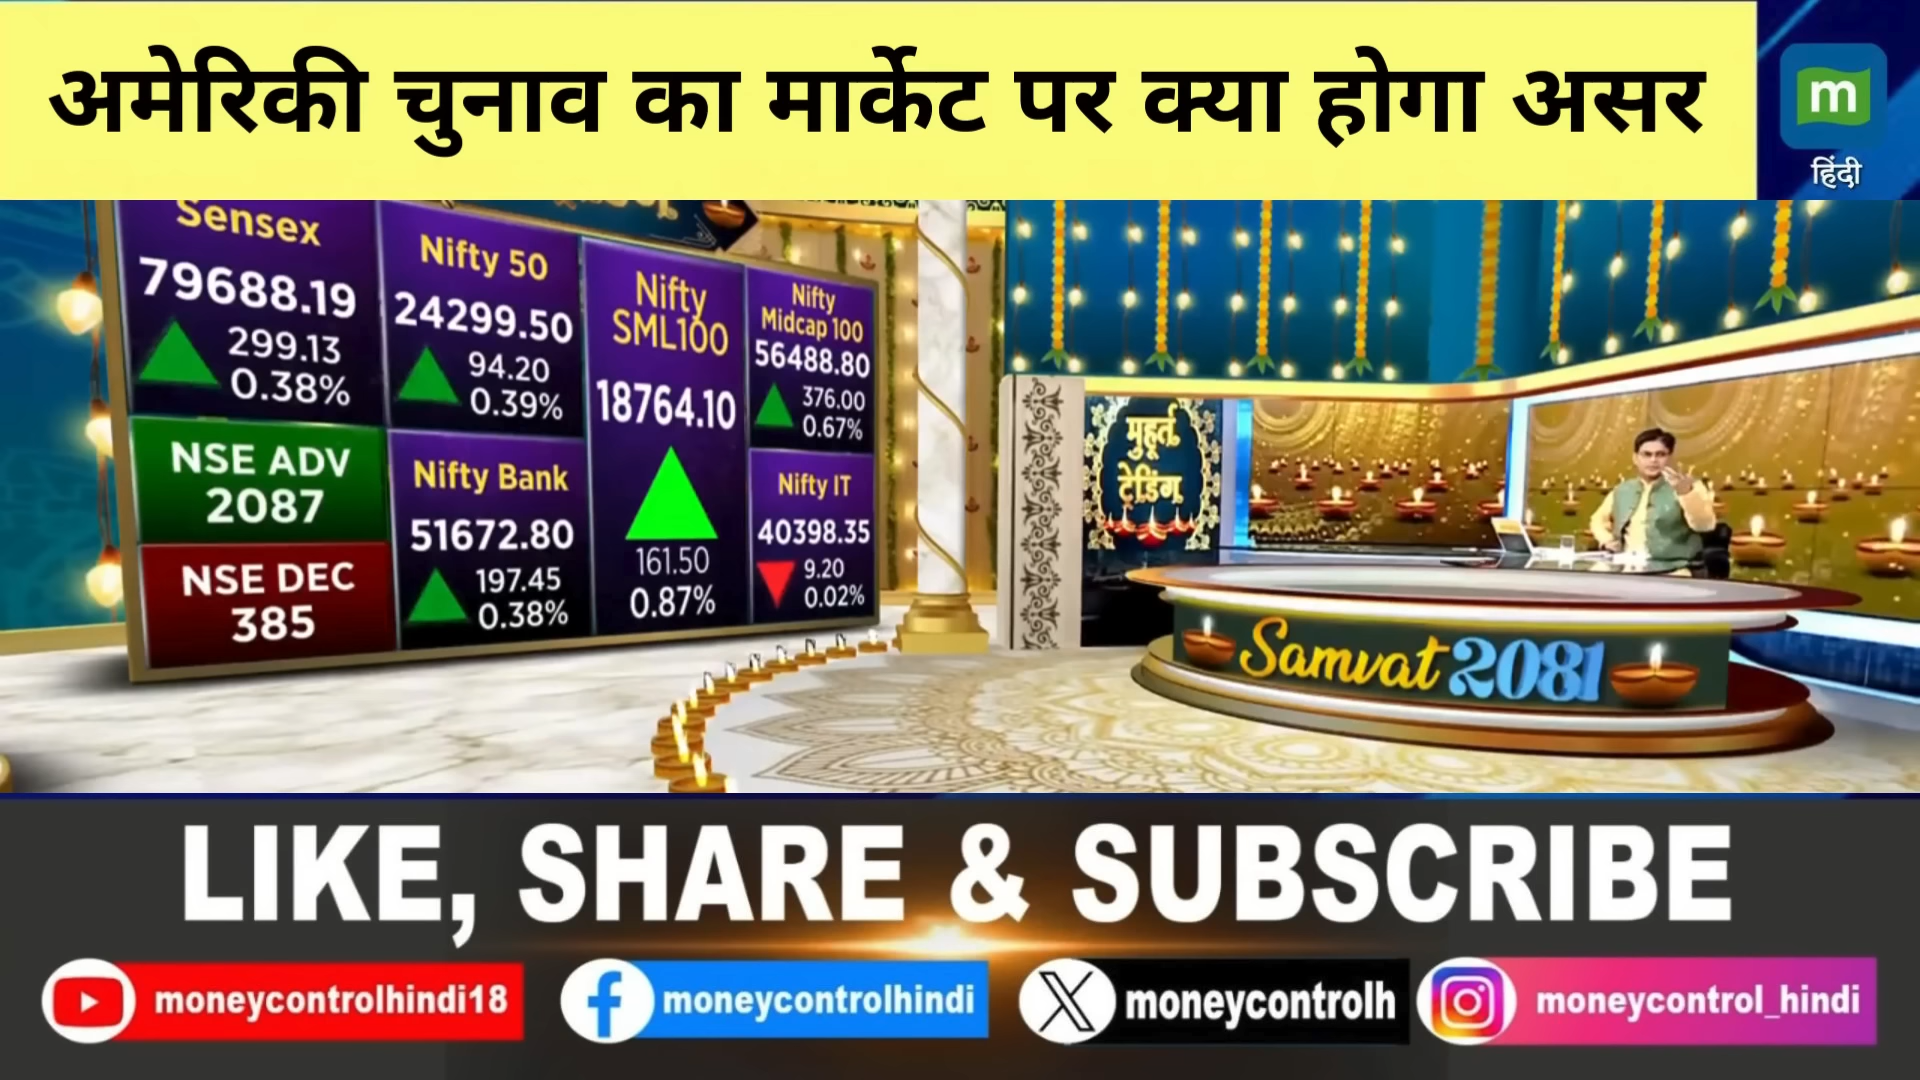 अमेरिकी चुनाव का मार्केट पर क्या होगा असर
m
हिंदी
Sensex
79688.19
299.13
0.38%
Nifty 50
24299.50
94.20
0.39%
Nifty
SML100
18764.10
161.50
0.87%
Nifty
Midcap 100
56488.80
376.00
0.67%
NSE ADV
2087
NSE DEC
385
Nifty Bank
51672.80
197.45
0.38%
Nifty IT
40398.35
9.20
0.02%
मुहूर्त
ट्रेडिंग
Samvat 2081
LIKE, SHARE & SUBSCRIBE
moneycontrolhindi18
moneycontrolhindi
moneycontrolh
moneycontrol_hindi